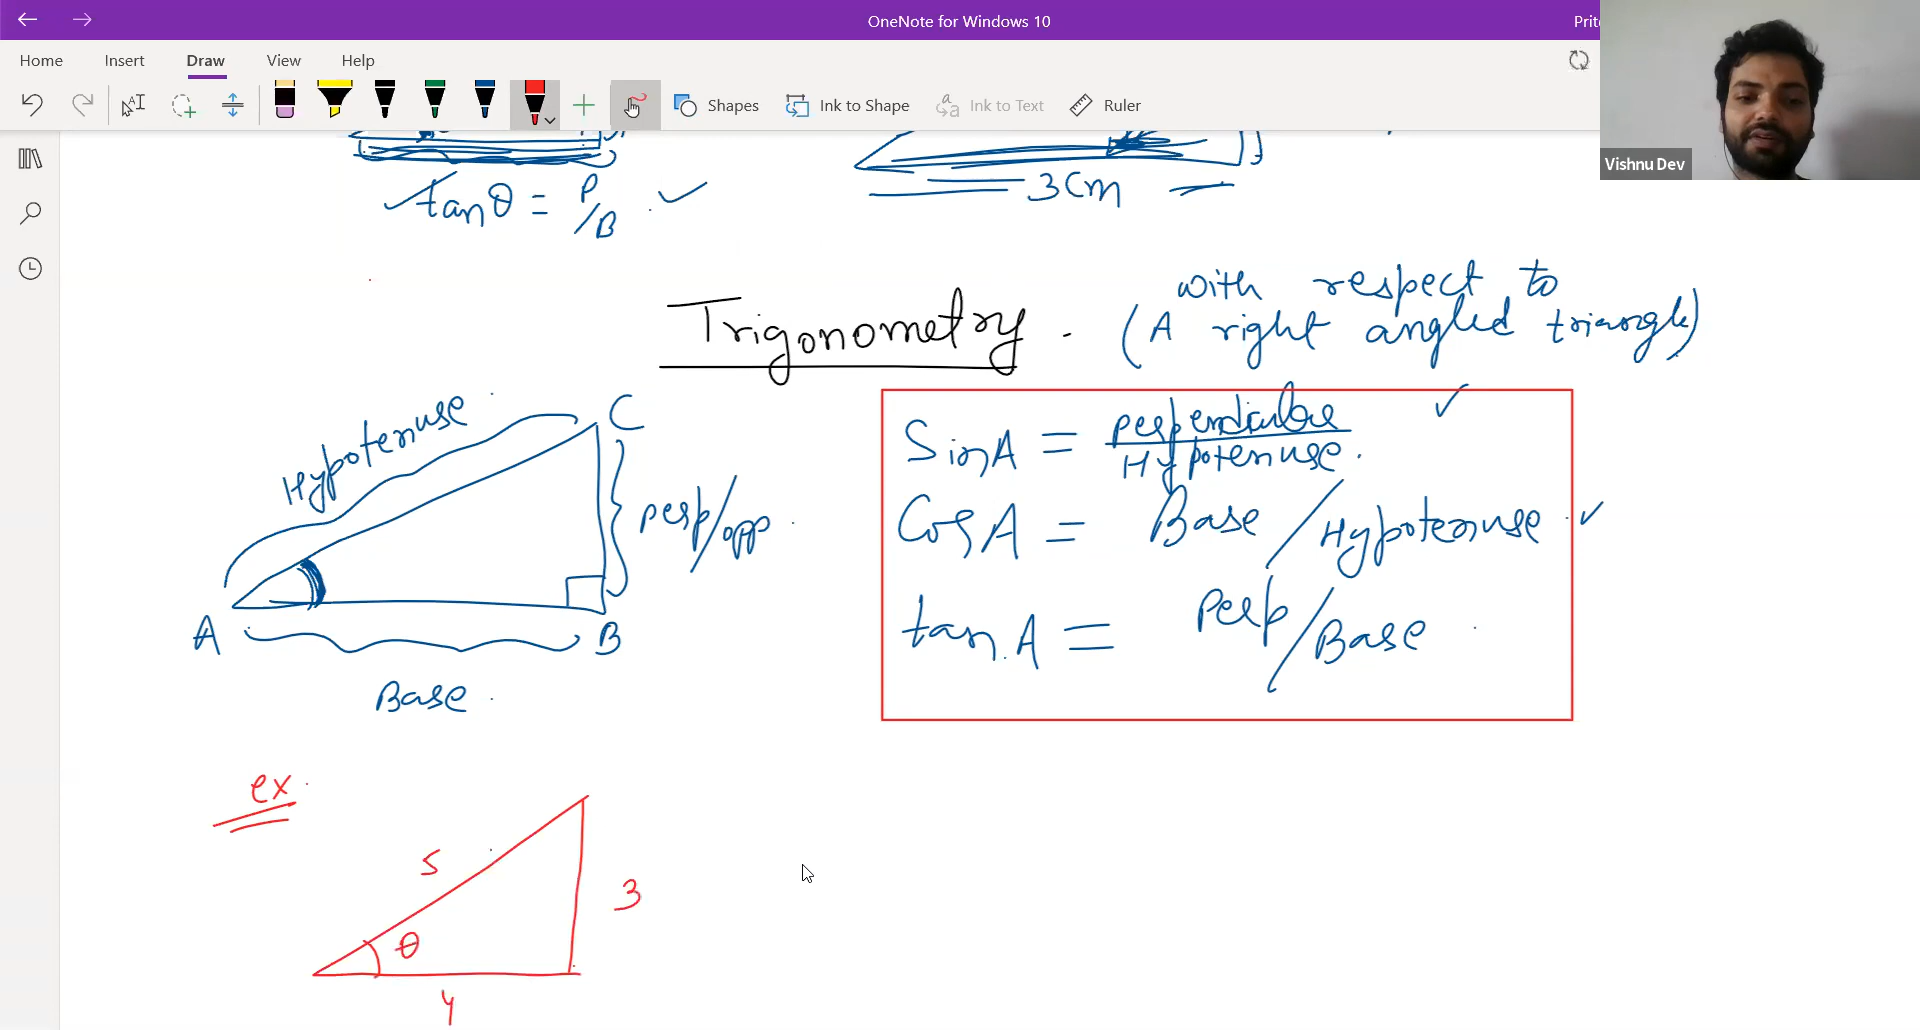 OneNote for Windows 10
Home Insert Draw View Help
Shapes Ink to Shape Ink to Text Ruler
Vishnu Dev
tanθ = P/B
3cm
Trigonometry
with respect to
(A right angled triangle)
Hypotenuse
C
perp/opp
A
B
Base
SinA = perpendicular
Hypotenuse
CosA = Base/Hypotenuse
tan.A = perp/Base
ex
5
3
θ
4